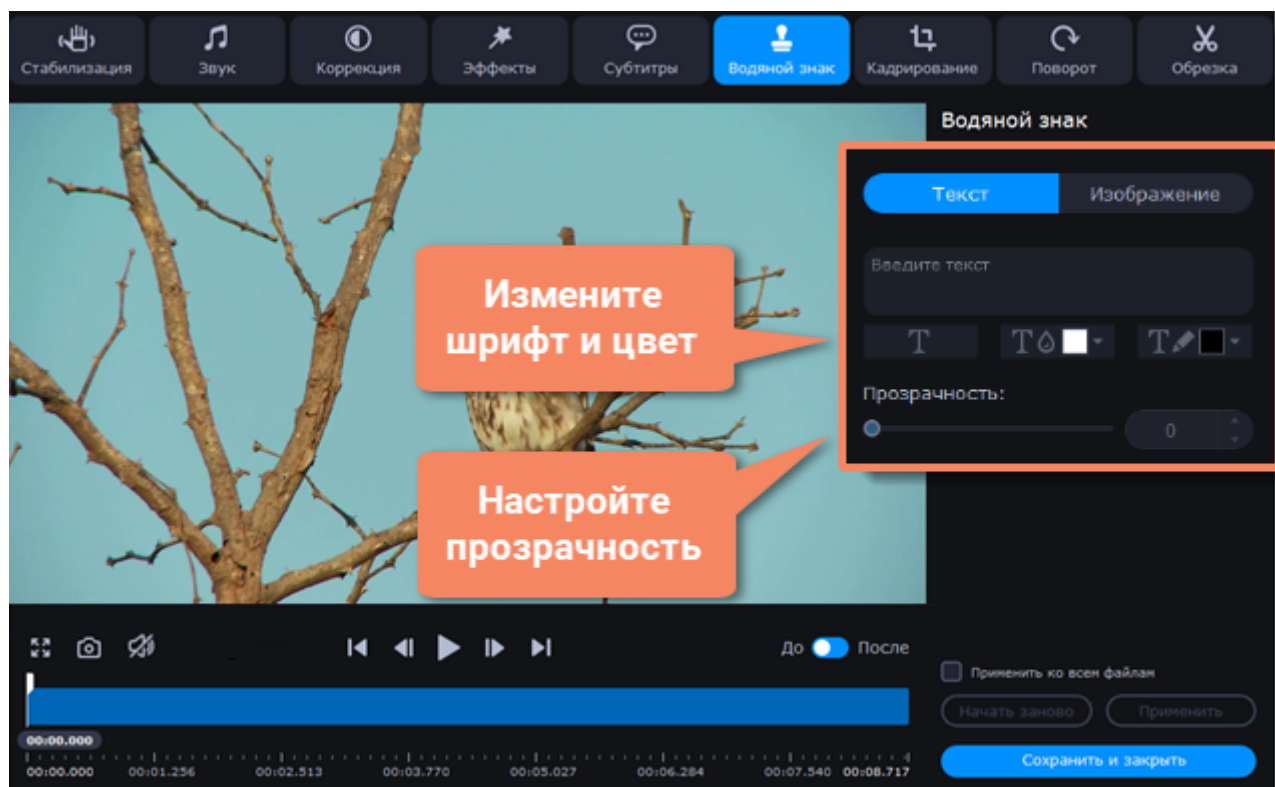 Стабилизация
Звук
Коррекция
Эффекты
Субтитры
Водяной знак
Кадрирование
Поворот
Обрезка
Водяной знак
Текст
Изображение
Введите текст
Измените
шрифт и цвет
T
T
T
Прозрачность:
0
Настройте
прозрачность
До
После
Применить ко всем файлам
Начать заново
Применить
00:00.000
00:00.000
00:01.256
00:02.513
00:03.770
00:05.027
00:06.284
00:07.540
00:08.717
Сохранить и закрыть